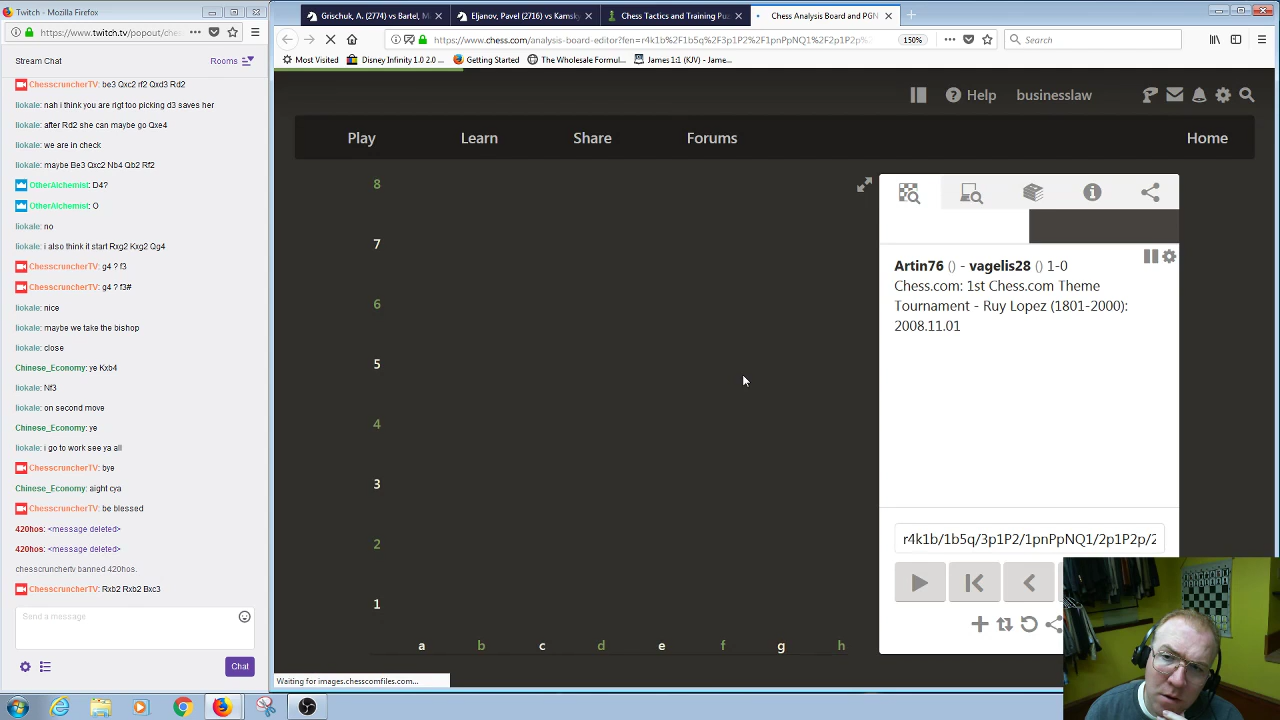 Twitch - Mozilla Firefox
https://www.twitch.tv/popout/chess
Stream Chat
Rooms
ChesscruncherTV: be3 Qxc2 rf2 Qxd3 Rd2
liokale: nah i think you are rigt too picking d3 saves her
liokale: after Rd2 she can maybe go Qxe4
liokale: we are in check
liokale: maybe Be3 Qxc2 Nb4 Qb2 Rf2
OtherAlchemist: D4?
OtherAlchemist: O
liokale: no
liokale: i also think it start Rxg2 Kxg2 Qg4
ChesscruncherTV: g4 ? f3
ChesscruncherTV: g4 ? f3#
liokale: nice
liokale: maybe we take the bishop
liokale: close
Chinese_Economy: ye Kxb4
liokale: Nf3
liokale: on second move
Chinese_Economy: ye
liokale: i go to work see ya all
ChesscruncherTV: bye
Chinese_Economy: aight cya
ChesscruncherTV: be blessed
420hos: <message deleted>
420hos: <message deleted>
chesscrunchertv banned 420hos.
ChesscruncherTV: Rxb2 Rxb2 Bxc3
Send a message
Chat
Grischuk, A. (2774) vs Bartel, M
Eljanov, Pavel (2716) vs Kamsky
Chess Tactics and Training Puz
Chess Analysis Board and PGN
https://www.chess.com/analysis-board-editor?fen=r4k1b%2F1b5q%2F3p1P2%2F1pnPpNQ1%2F2p1P2p%
150%
Search
Most Visited
Disney Infinity 1.0 2.0 ...
Getting Started
The Wholesale Formul...
James 1:1 (KJV) - Jame...
Help
businesslaw
Play
Learn
Share
Forums
Home
8
7
6
5
4
3
2
1
a b c d e f g h
Artin76 () - vagelis28 () 1-0
Chess.com: 1st Chess.com Theme
Tournament - Ruy Lopez (1801-2000):
2008.11.01
r4k1b/1b5q/3p1P2/1pnPpNQ1/2p1P2p/2
Waiting for images.chesscomfiles.com...